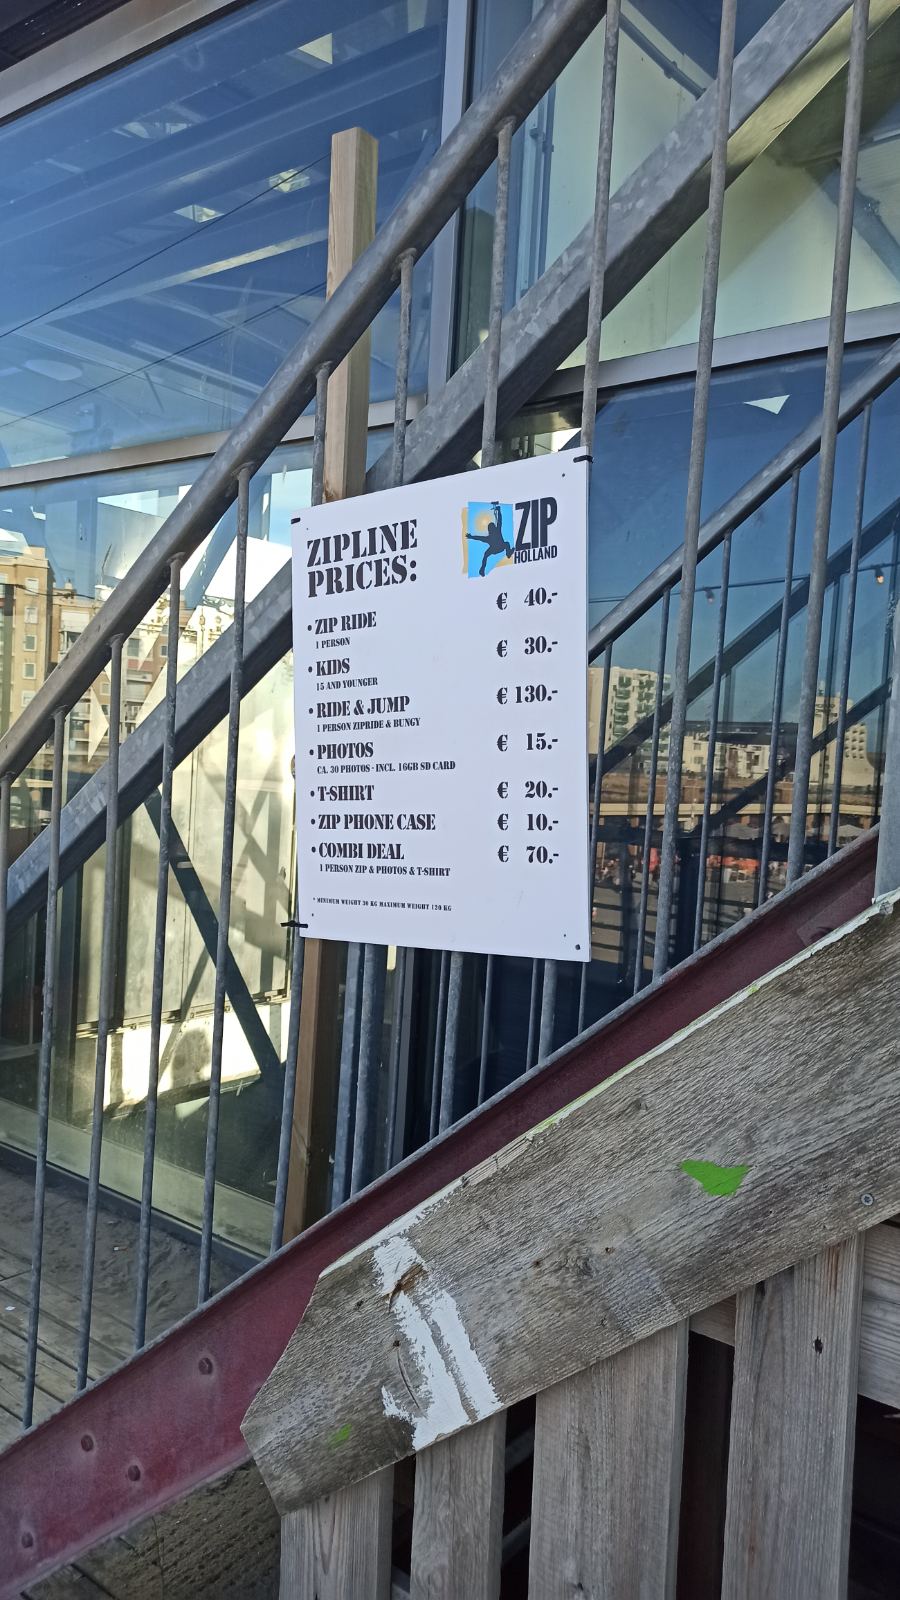 ZIPLINE
PRICES:
ZIP
HOLLAND
• ZIP RIDE € 40.-
1 PERSON
• KIDS € 30.-
15 AND YOUNGER
• RIDE & JUMP € 130.-
1 PERSON ZIPRIDE & BUNGY
• PHOTOS € 15.-
CA. 30 PHOTOS - INCL. 16GB SD CARD
• T-SHIRT € 20.-
• ZIP PHONE CASE € 10.-
• COMBI DEAL € 70.-
1 PERSON ZIP & PHOTOS & T-SHIRT
* MINIMUM WEIGHT 30 KG MAXIMUM WEIGHT 120 KG